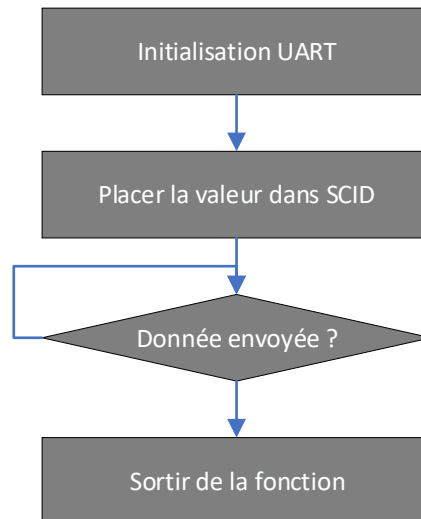 Initialisation UART
Placer la valeur dans SCID
Donnée envoyée ?
Sortir de la fonction